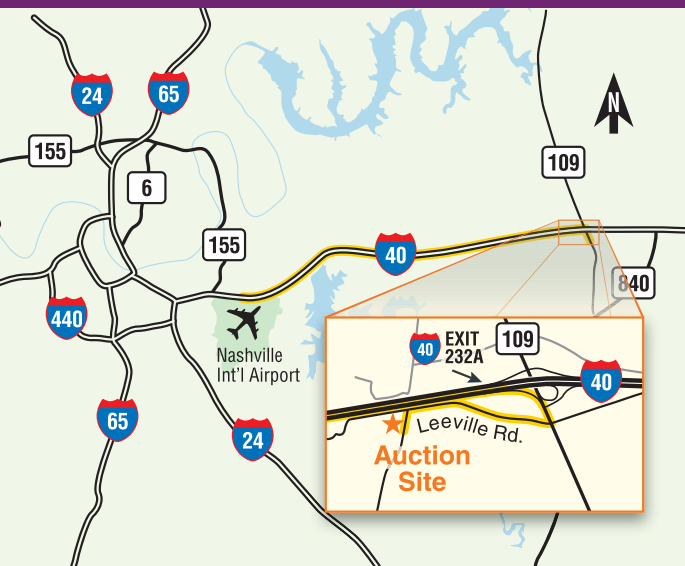 24
65
155
6
155
109
N
40
840
440
Nashville
Int'l Airport
65
24
40
EXIT
232A
109
40
Leeville Rd.
Auction
Site